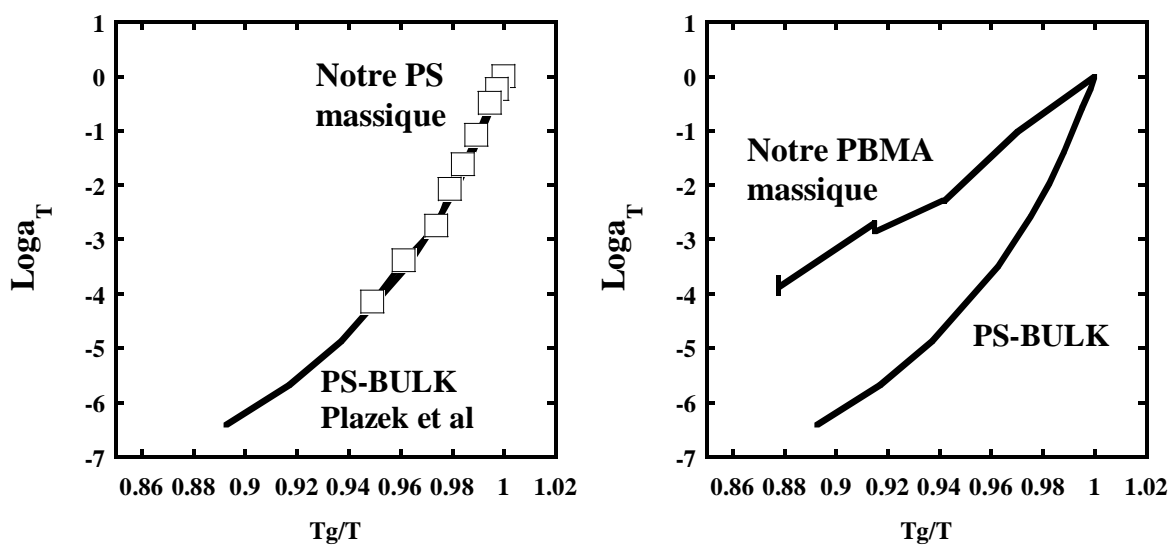 1
0
-1
-2
-3
-4
-5
-6
-7
Loga_T
Notre PS
massique
PS-BULK
Plazek et al
0.86 0.88 0.9 0.92 0.94 0.96 0.98 1 1.02
Tg/T
1
0
-1
-2
-3
-4
-5
-6
-7
Loga_T
Notre PBMA
massique
PS-BULK
0.86 0.88 0.9 0.92 0.94 0.96 0.98 1 1.02
Tg/T